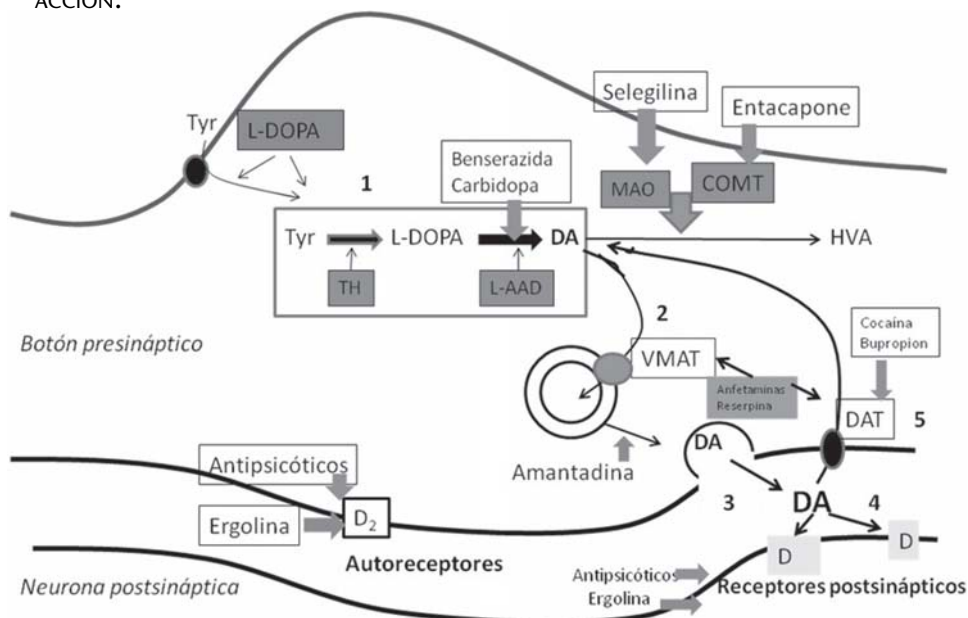 ACCIÓN.
Selegilina
Entacapone
Tyr
L-DOPA
1
Benserazida
Carbidopa
MAO
COMT
Tyr
L-DOPA
DA
HVA
TH
L-AAD
2
Botón presináptico
VMAT
Cocaína
Bupropion
Anfetaminas
Reserpina
DAT
5
DA
Amantadina
Antipsicóticos
Ergolina
D2
3
DA
4
D
D
Autoreceptores
Neurona postsináptica
Antipsicóticos
Ergolina
Receptores postsinápticos